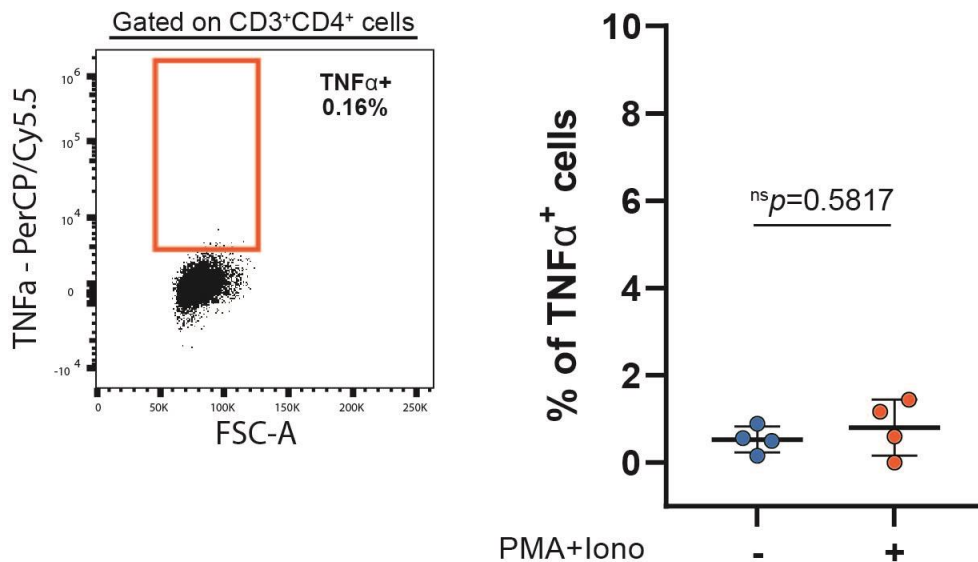 Gated on CD3⁺CD4⁺ cells
TNFα+
0.16%
TNFa - PerCP/Cy5.5
10⁶
10⁵
10⁴
0
-10⁴
0 50K 100K 150K 200K 250K
FSC-A
% of TNFα⁺ cells
10
8
6
4
2
0
ⁿˢp=0.5817
PMA+Iono - +